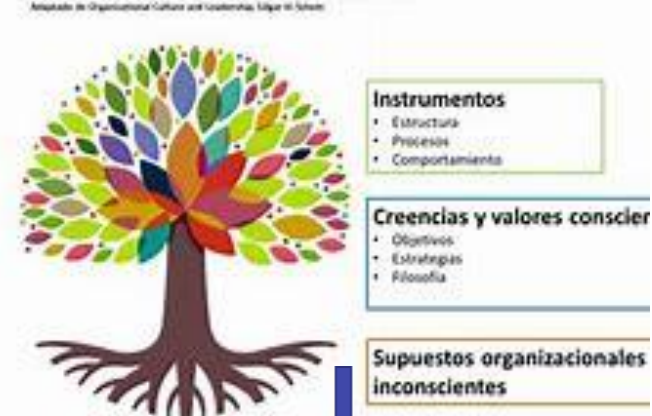 Adaptado de Organizational Culture and Leadership, Edgar H Schein
Instrumentos
• Estructura
• Procesos
• Comportamiento
Creencias y valores conscien
• Objetivos
• Estrategias
• Filosofía
Supuestos organizacionales
inconscientes